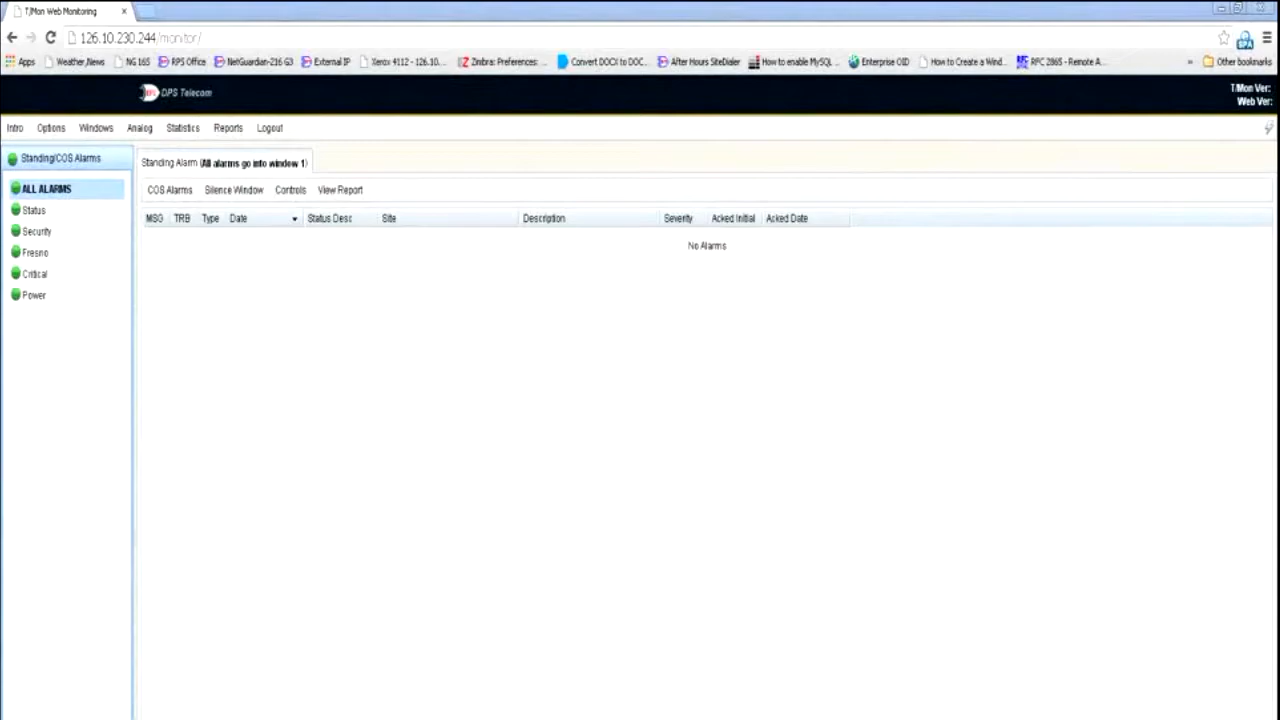 T/Mon Web Monitoring
126.10.230.244/monitor/
Apps Weather,News NG 165 RPS Office NetGuardian-216 G3 External IP Xerox 4112 - 126.10.... Zimbra: Preferences: ... Convert DOCX to DOC... After Hours SiteDialer How to enable MySQL ... Enterprise OID How to Create a Wind... RFC 2865 - Remote A... » Other bookmarks
DPS Telecom
T/Mon Ver:
Web Ver:
Intro Options Windows Analog Statistics Reports Logout
Standing/COS Alarms
Standing Alarm (All alarms go into window 1)
ALL ALARMS
Status
Security
Fresno
Critical
Power
COS Alarms Silence Window Controls View Report
MSG TRB Type Date Status Desc Site Description Severity Acked Initial Acked Date
No Alarms